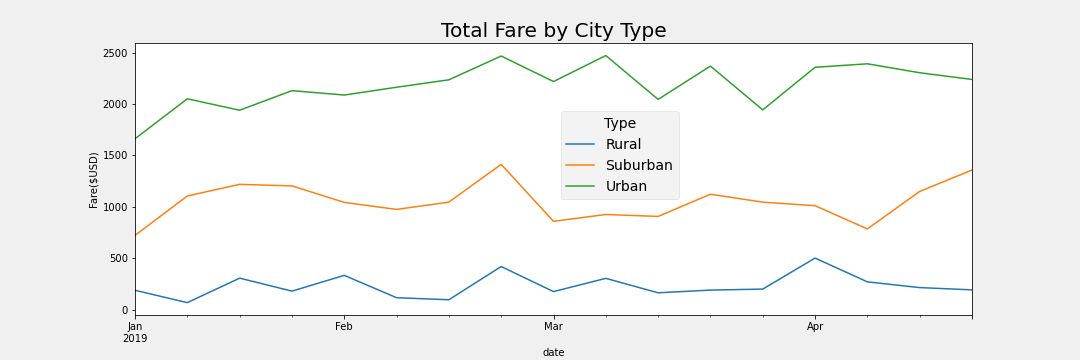 Total Fare by City Type
Fare($USD)
2500
2000
1500
1000
500
0
Type
Rural
Suburban
Urban
Jan
2019
Feb
Mar
Apr
date